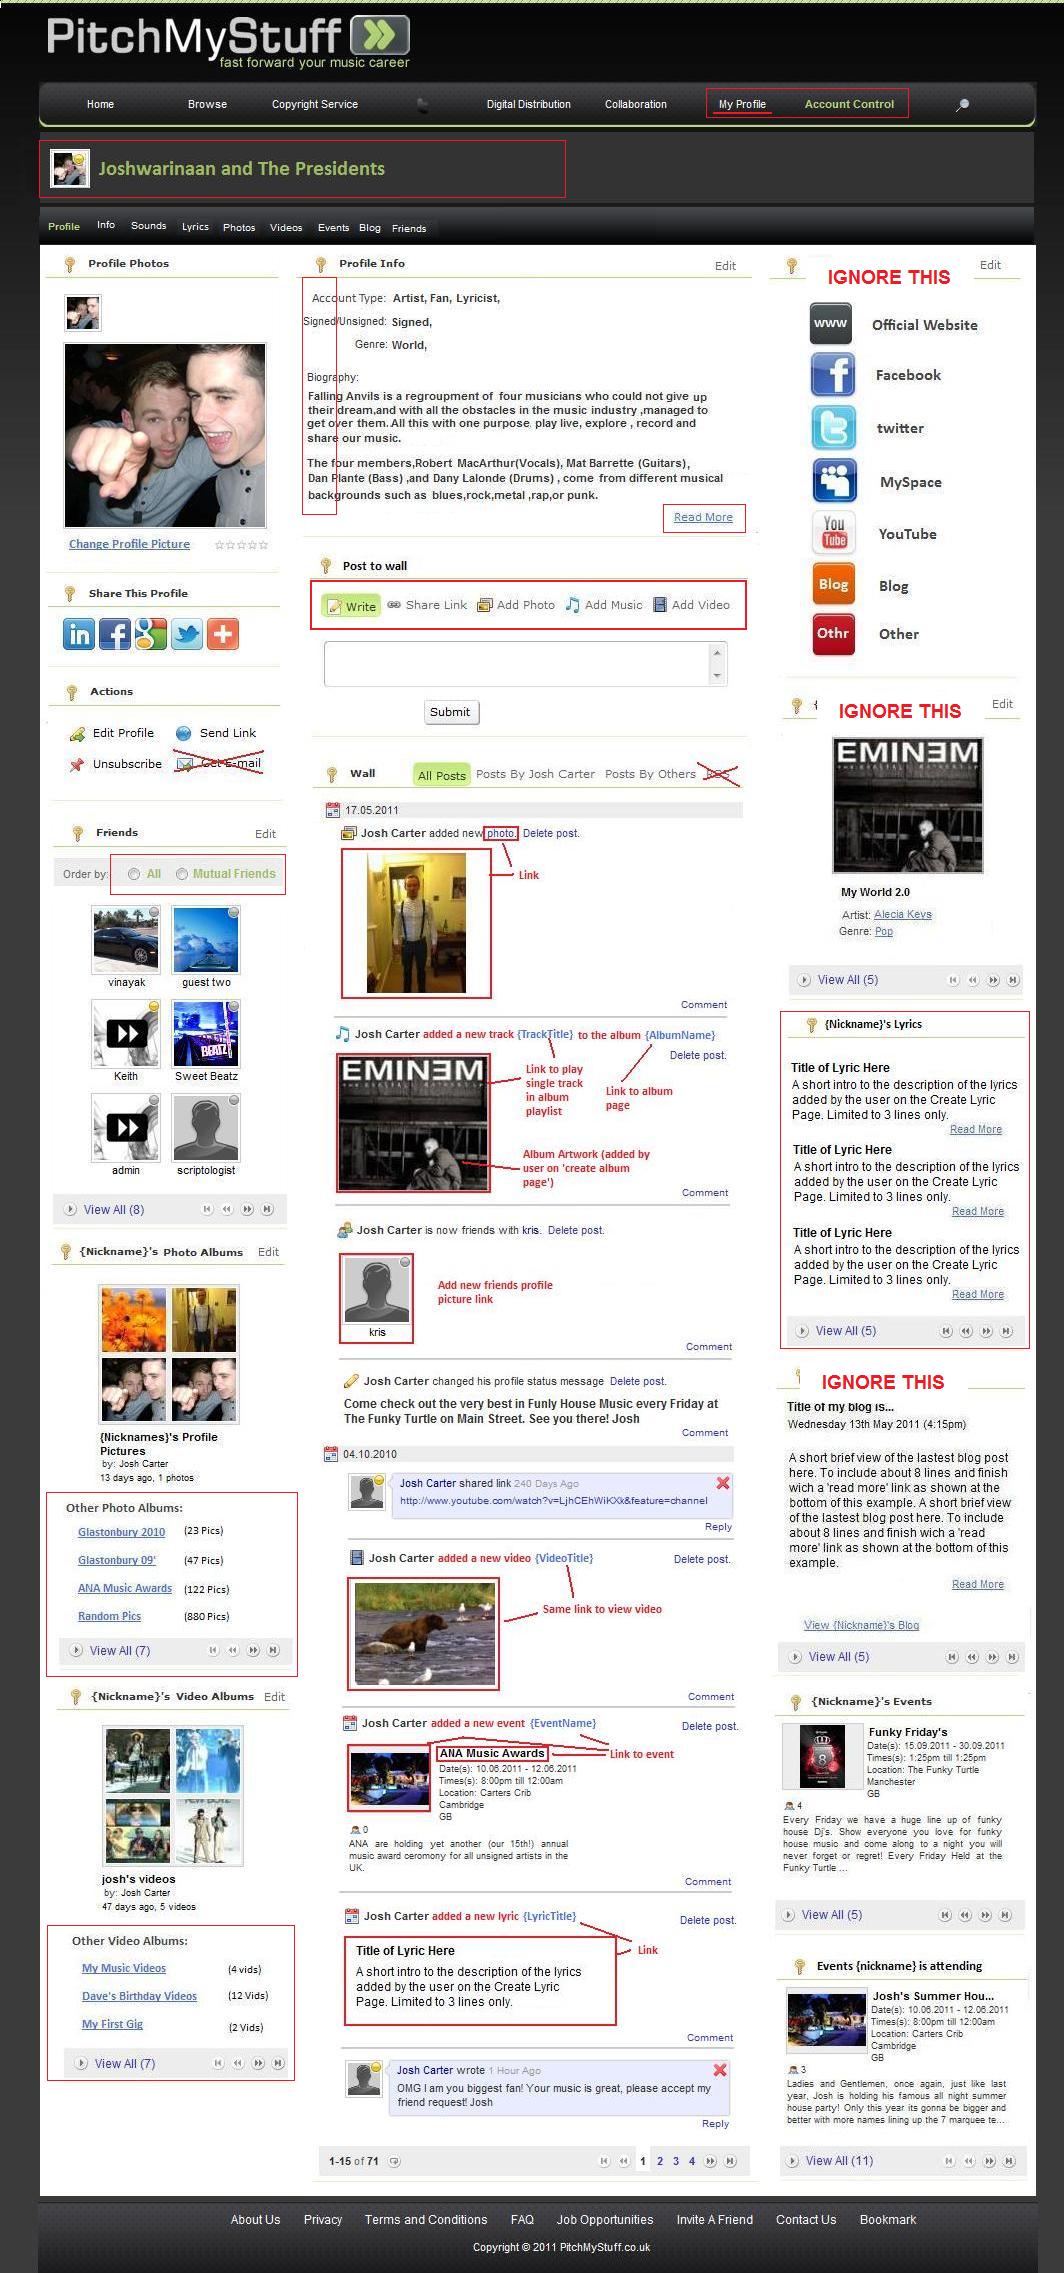 PitchMyStuff
fast forward your music career
Home Browse Copyright Service Digital Distribution Collaboration My Profile Account Control
Joshwarinaan and The Presidents
Profile Info Sounds Lyrics Photos Videos Events Blog Friends
Profile Photos
Change Profile Picture
Share This Profile
Actions
Edit Profile Send Link
Unsubscribe Get E-mail
Friends Edit
Order by: All Mutual Friends
vinayak guest two
Keith Sweet Beatz
admin scriptologist
View All (8)
{Nickname}'s Photo Albums Edit
{Nicknames}'s Profile
Pictures
by: Josh Carter
13 days ago, 1 photos
Other Photo Albums:
Glastonbury 2010 (23 Pics)
Glastonbury 09' (47 Pics)
ANA Music Awards (122 Pics)
Random Pics (880 Pics)
View All (7)
{Nickname}'s Video Albums Edit
josh's videos
by: Josh Carter
47 days ago, 5 videos
Other Video Albums:
My Music Videos (4 vids)
Dave's Birthday Videos (12 Vids)
My First Gig (2 Vids)
View All (7)
Profile Info Edit
Account Type: Artist, Fan, Lyricist,
Signed/Unsigned: Signed,
Genre: World,
Biography:
Falling Anvils is a regroupment of four musicians who could not give up
their dream,and with all the obstacles in the music industry ,managed to
get over them. All this with one purpose play live, explore , record and
share our music.
The four members,Robert MacArthur(Vocals), Mat Barrette (Guitars),
Dan Plante (Bass) ,and Dany Lalonde (Drums) , come from different musical
backgrounds such as blues,rock,metal ,rap,or punk.
Read More
Post to wall
Write Share Link Add Photo Add Music Add Video
Submit
Wall All Posts Posts By Josh Carter Posts By Others RSS
17.05.2011
Josh Carter added new photo. Delete post.
Link
Comment
Josh Carter added a new track {TrackTitle} to the album {AlbumName}
Delete post.
EMINEM
Link to play
single track
in album
playlist
Link to album
page
Album Artwork (added by
user on 'create album
page')
Comment
Josh Carter is now friends with kris. Delete post.
kris
Add new friends profile
picture link
Comment
Josh Carter changed his profile status message Delete post.
Come check out the very best in Funly House Music every Friday at
The Funky Turtle on Main Street. See you there! Josh
Comment
04.10.2010
Josh Carter shared link 240 Days Ago
http://www.youtube.com/watch?v=LjhCEhWiKXk&feature=channel
Reply
Josh Carter added a new video {VideoTitle} Delete post.
Same link to view video
Comment
Josh Carter added a new event {EventName} Delete post.
Link to event
ANA Music Awards
Date(s): 10.06.2011 - 12.06.2011
Times(s): 8:00pm till 12:00am
Location: Carters Crib
Cambridge
GB
0
ANA are holding yet another (our 15th!) annual
music award ceromony for all unsigned artists in the
UK.
Comment
Josh Carter added a new lyric {LyricTitle} Delete post.
Link
Title of Lyric Here
A short intro to the description of the lyrics
added by the user on the Create Lyric
Page. Limited to 3 lines only.
Comment
Josh Carter wrote 1 Hour Ago
OMG I am you biggest fan! Your music is great, please accept my
friend request! Josh
Reply
1-15 of 71 1 2 3 4
IGNORE THIS Edit
www Official Website
f Facebook
t twitter
MySpace
You Tube YouTube
Blog Blog
Othr Other
IGNORE THIS Edit
EMINEM
My World 2.0
Artist: Alecia Keys
Genre: Pop
View All (5)
{Nickname}'s Lyrics
Title of Lyric Here
A short intro to the description of the lyrics
added by the user on the Create Lyric
Page. Limited to 3 lines only.
Read More
Title of Lyric Here
A short intro to the description of the lyrics
added by the user on the Create Lyric
Page. Limited to 3 lines only.
Read More
Title of Lyric Here
A short intro to the description of the lyrics
added by the user on the Create Lyric
Page. Limited to 3 lines only.
Read More
View All (5)
IGNORE THIS
Title of my blog is...
Wednesday 13th May 2011 (4:15pm)
A short brief view of the lastest blog post
here. To include about 8 lines and finish
wich a 'read more' link as shown at the
bottom of this example. A short brief view
of the lastest blog post here. To include
about 8 lines and finish wich a 'read
more' link as shown at the bottom of this
example.
Read More
View {Nickname}'s Blog
View All (5)
{Nickname}'s Events
Funky Friday's
Date(s): 15.09.2011 - 30.09.2011
Times(s): 1:25pm till 1:25pm
Location: The Funky Turtle
Manchester
GB
4
Every Friday we have a huge line up of funky
house Dj's. Show everyone you love for funky
house music and come along to a night you will
never forget or regret! Every Friday Held at the
Funky Turtle ...
View All (5)
Events {nickname} is attending
Josh's Summer Hou...
Date(s): 10.06.2011 - 12.06.2011
Times(s): 8:00pm till 12:00am
Location: Carters Crib
Cambridge
GB
3
Ladies and Gentlemen, once again, just like last
year, Josh is holding his famous all night summer
house party! Only this year its gonna be bigger and
better with more names lining up the 7 marquee te...
View All (11)
About Us Privacy Terms and Conditions FAQ Job Opportunities Invite A Friend Contact Us Bookmark
Copyright © 2011 PitchMyStuff.co.uk